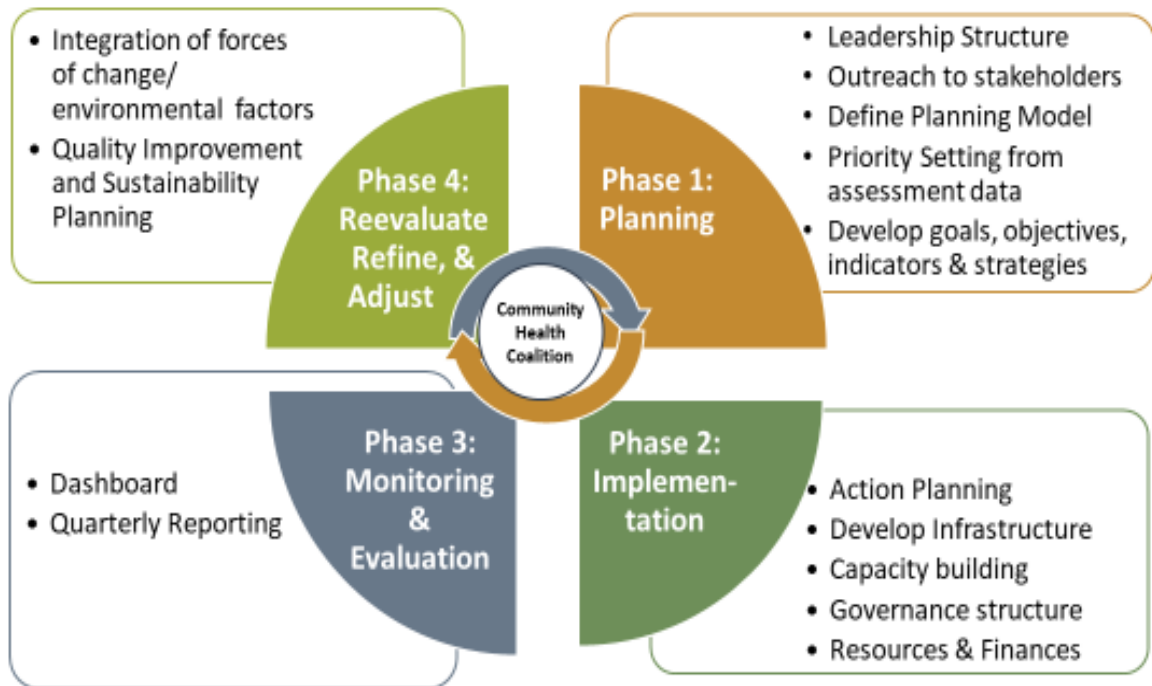 • Integration of forces
of change/
environmental factors
• Quality Improvement
and Sustainability
Planning
Phase 4:
Reevaluate
Refine, &
Adjust
Phase 1:
Planning
• Leadership Structure
• Outreach to stakeholders
• Define Planning Model
• Priority Setting from
assessment data
• Develop goals, objectives,
indicators & strategies
Community
Health
Coalition
• Dashboard
• Quarterly Reporting
Phase 3:
Monitoring
&
Evaluation
Phase 2:
Implemen-
tation
• Action Planning
• Develop Infrastructure
• Capacity building
• Governance structure
• Resources & Finances